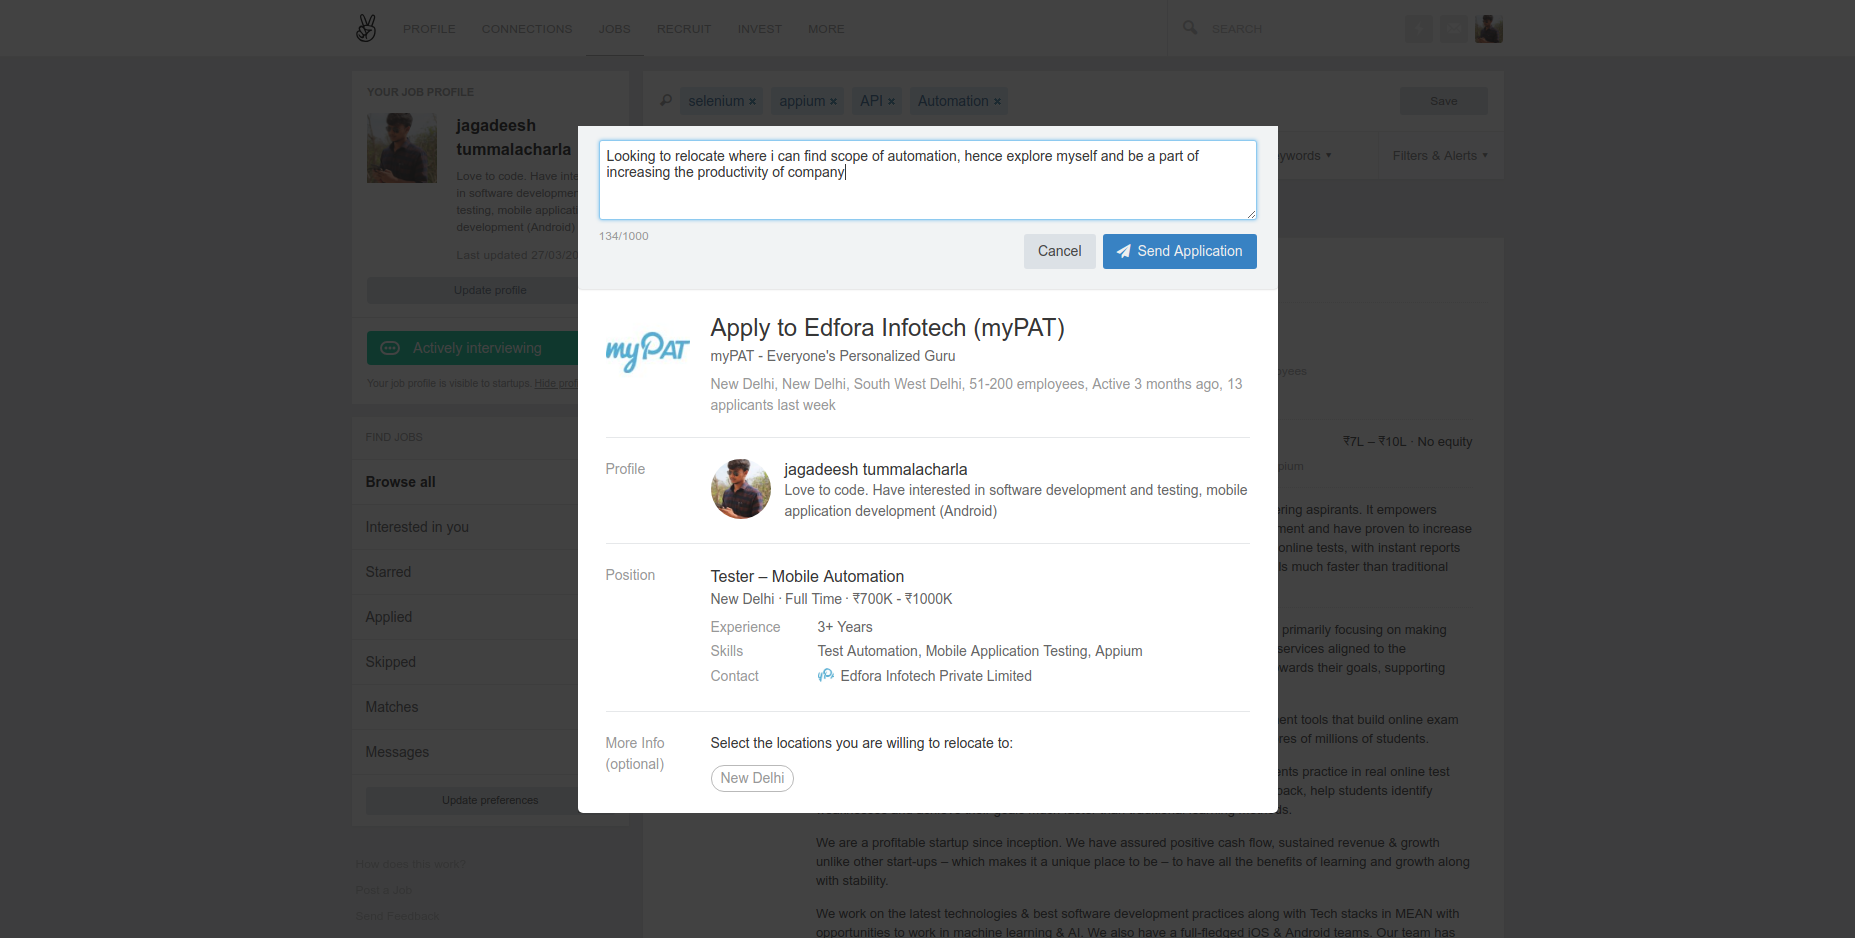 PROFILE CONNECTIONS JOBS RECRUIT INVEST MORE SEARCH
YOUR JOB PROFILE
jagadeesh
tummalacharla
Love to code. Have inte
in software developmen
testing, mobile applicati
development (Android)
Last updated 27/03/20
Update profile
Actively interviewing
Your job profile is visible to startups. Hide prof
FIND JOBS
Browse all
Interested in you
Starred
Applied
Skipped
Matches
Messages
Update preferences
How does this work?
Post a Job
Send Feedback
selenium × appium × API × Automation ×
Save
ywords ▾ Filters & Alerts ▾
Looking to relocate where i can find scope of automation, hence explore myself and be a part of
increasing the productivity of company
134/1000
Cancel Send Application
myPAT
Apply to Edfora Infotech (myPAT)
myPAT - Everyone's Personalized Guru
New Delhi, New Delhi, South West Delhi, 51-200 employees, Active 3 months ago, 13
applicants last week
Profile
jagadeesh tummalacharla
Love to code. Have interested in software development and testing, mobile
application development (Android)
Position
Tester – Mobile Automation
New Delhi · Full Time · ₹700K - ₹1000K
Experience 3+ Years
Skills Test Automation, Mobile Application Testing, Appium
Contact Edfora Infotech Private Limited
More Info
(optional)
Select the locations you are willing to relocate to:
New Delhi
oyees
₹7L – ₹10L · No equity
pium
ering aspirants. It empowers
ment and have proven to increase
online tests, with instant reports
ls much faster than traditional
primarily focusing on making
services aligned to the
wards their goals, supporting
ent tools that build online exam
res of millions of students.
nts practice in real online test
back, help students identify
ds.
We are a profitable startup since inception. We have assured positive cash flow, sustained revenue & growth
unlike other start-ups – which makes it a unique place to be – to have all the benefits of learning and growth along
with stability.
We work on the latest technologies & best software development practices along with Tech stacks in MEAN with
opportunities to work in machine learning & AI. We also have a full-fledged iOS & Android teams. Our team has